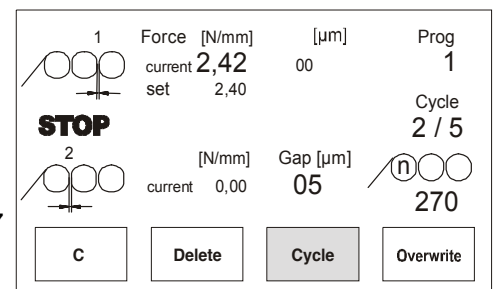 1 Force [N/mm] [µm] Prog
current 2,42 00 1
set 2,40
Cycle
STOP 2 / 5
2 [N/mm] Gap [µm]
current 0,00 05 n
270
C Delete Cycle Overwrite